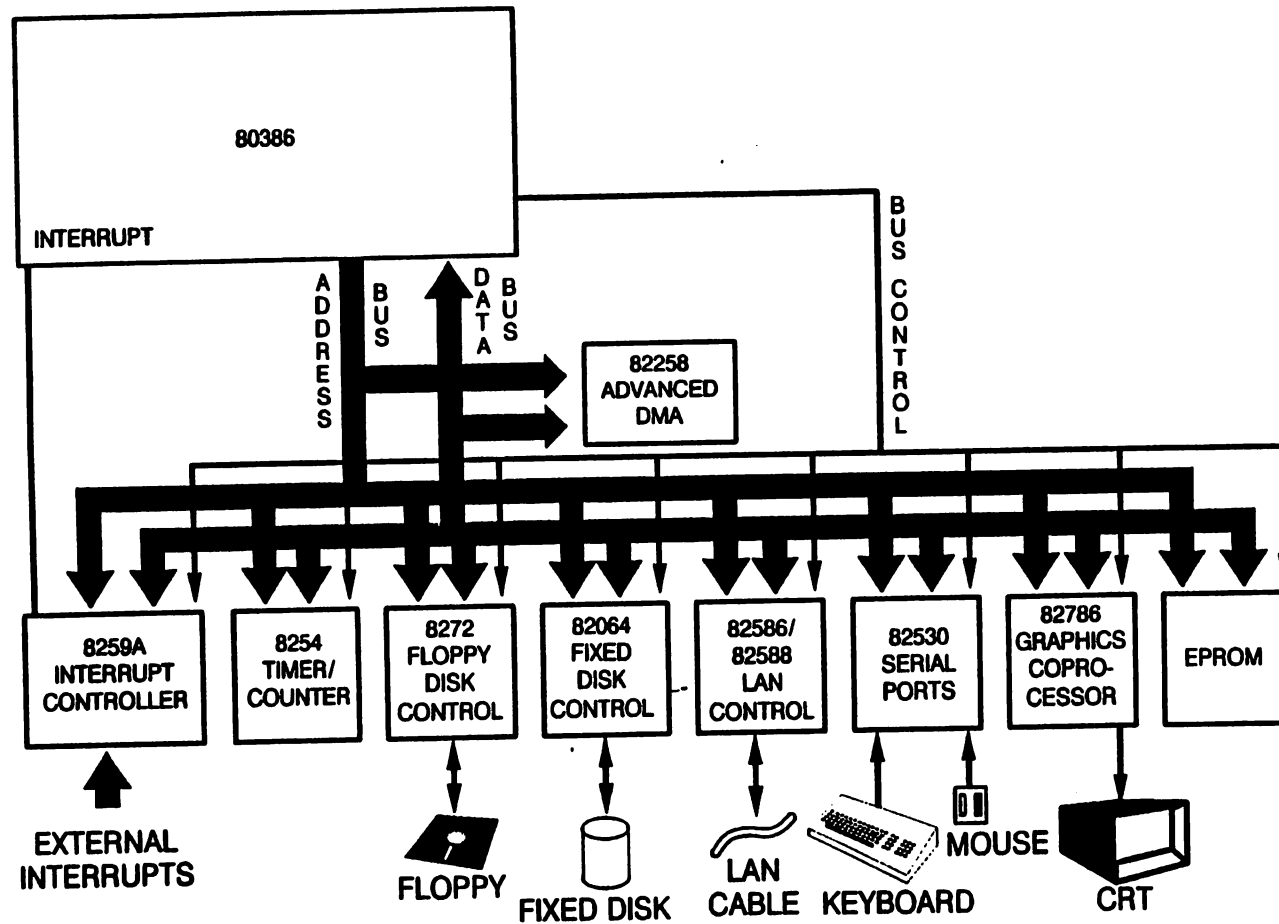 80386
INTERRUPT
ADDRESS
BUS
DATA
BUS
BUS CONTROL
82258
ADVANCED
DMA
8259A
INTERRUPT
CONTROLLER
8254
TIMER/
COUNTER
8272
FLOPPY
DISK
CONTROL
82064
FIXED
DISK
CONTROL
82586/
82588
LAN
CONTROL
82530
SERIAL
PORTS
82786
GRAPHICS
COPRO-
CESSOR
EPROM
EXTERNAL
INTERRUPTS
FLOPPY
FIXED DISK
LAN
CABLE
KEYBOARD
MOUSE
CRT